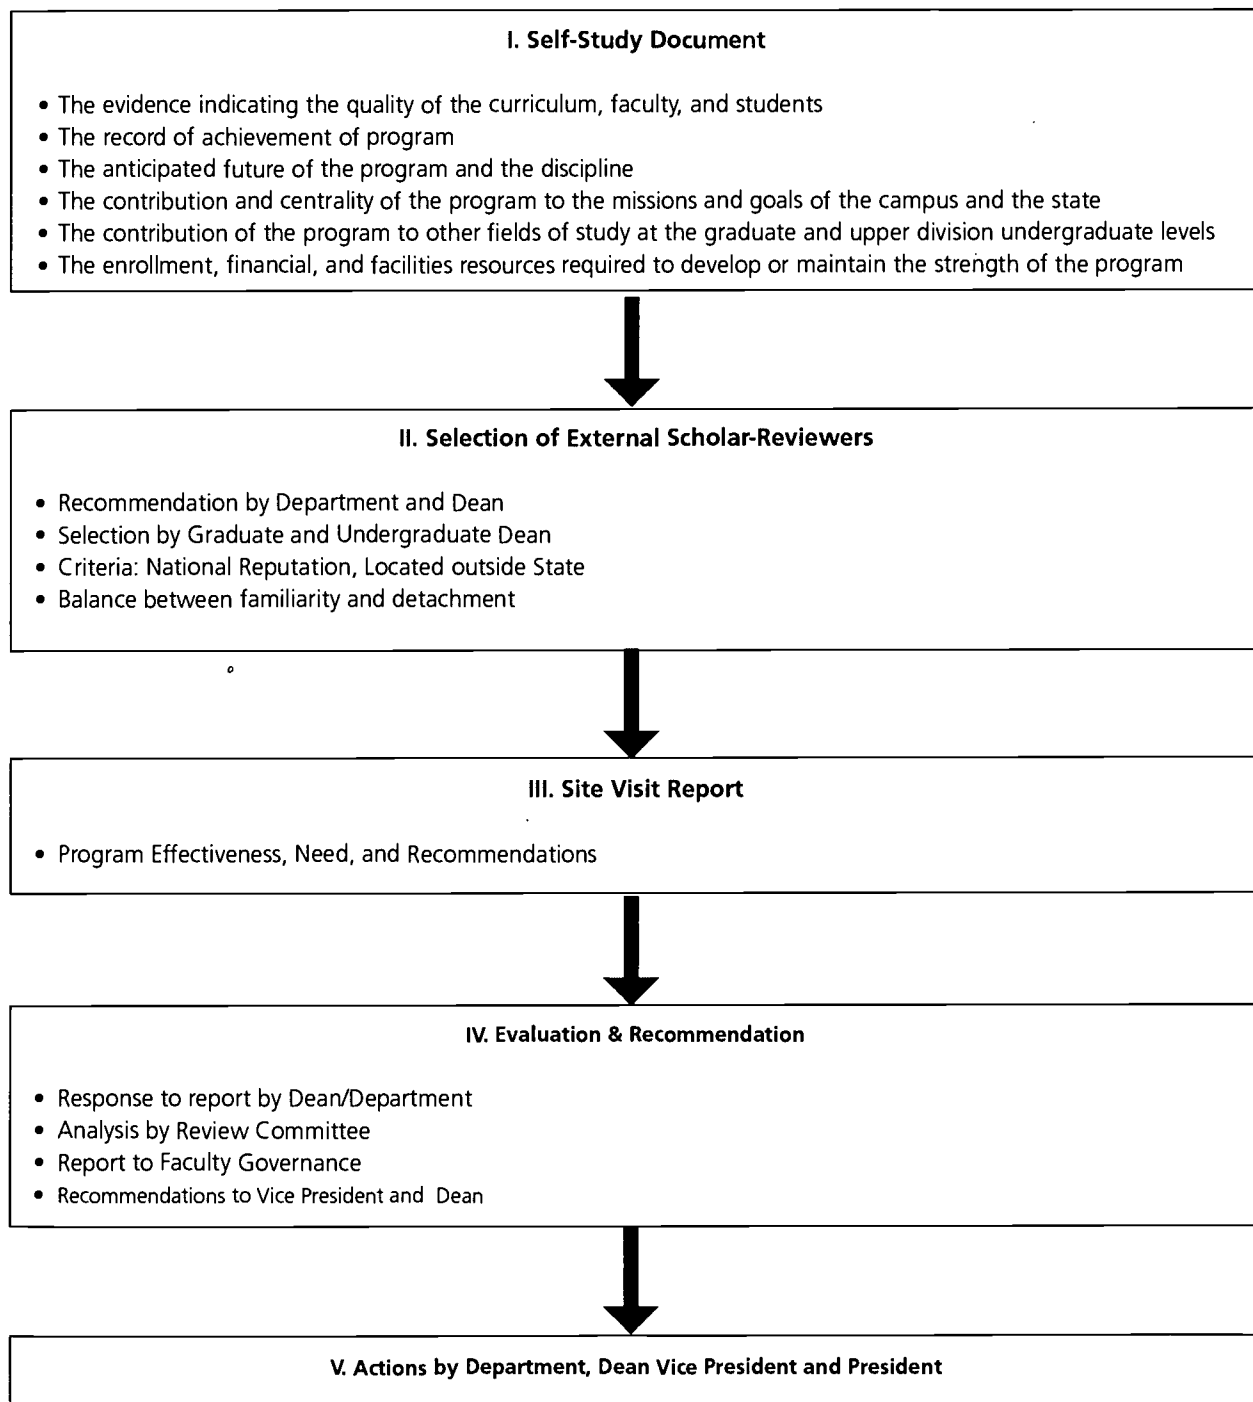 I. Self-Study Document
• The evidence indicating the quality of the curriculum, faculty, and students
• The record of achievement of program
• The anticipated future of the program and the discipline
• The contribution and centrality of the program to the missions and goals of the campus and the state
• The contribution of the program to other fields of study at the graduate and upper division undergraduate levels
• The enrollment, financial, and facilities resources required to develop or maintain the strength of the program
II. Selection of External Scholar-Reviewers
• Recommendation by Department and Dean
• Selection by Graduate and Undergraduate Dean
• Criteria: National Reputation, Located outside State
• Balance between familiarity and detachment
III. Site Visit Report
• Program Effectiveness, Need, and Recommendations
IV. Evaluation & Recommendation
• Response to report by Dean/Department
• Analysis by Review Committee
• Report to Faculty Governance
• Recommendations to Vice President and Dean
V. Actions by Department, Dean Vice President and President